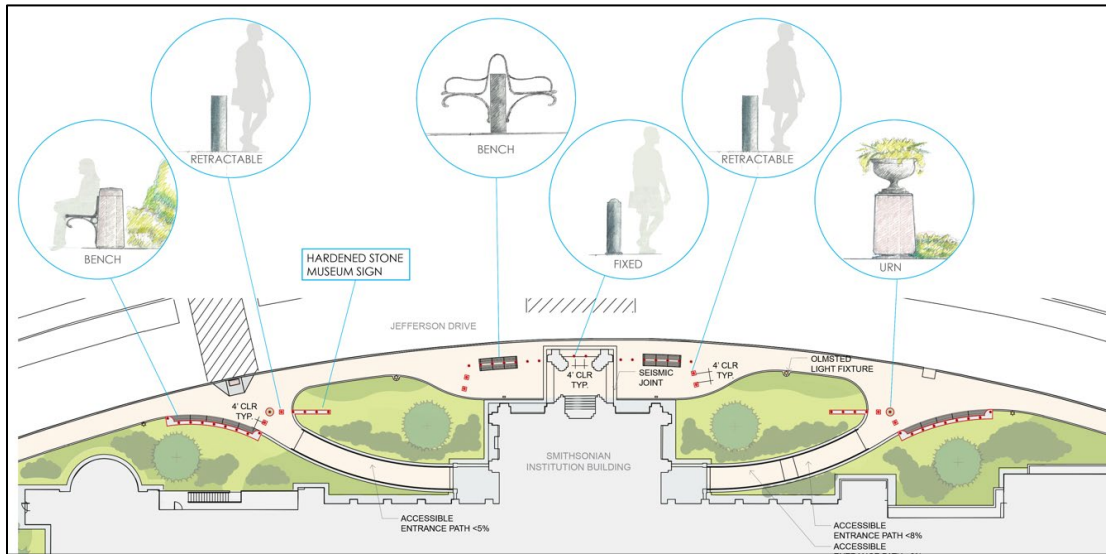 RETRACTABLE
BENCH
RETRACTABLE
BENCH
FIXED
URN
HARDENED STONE
MUSEUM SIGN
JEFFERSON DRIVE
4' CLR
TYP.
SEISMIC
JOINT
4' CLR
TYP.
OLMSTED
LIGHT FIXTURE
4' CLR
TYP.
SMITHSONIAN
INSTITUTION BUILDING
ACCESSIBLE
ENTRANCE PATH <5%
ACCESSIBLE
ENTRANCE PATH <8%
ACCESSIBLE